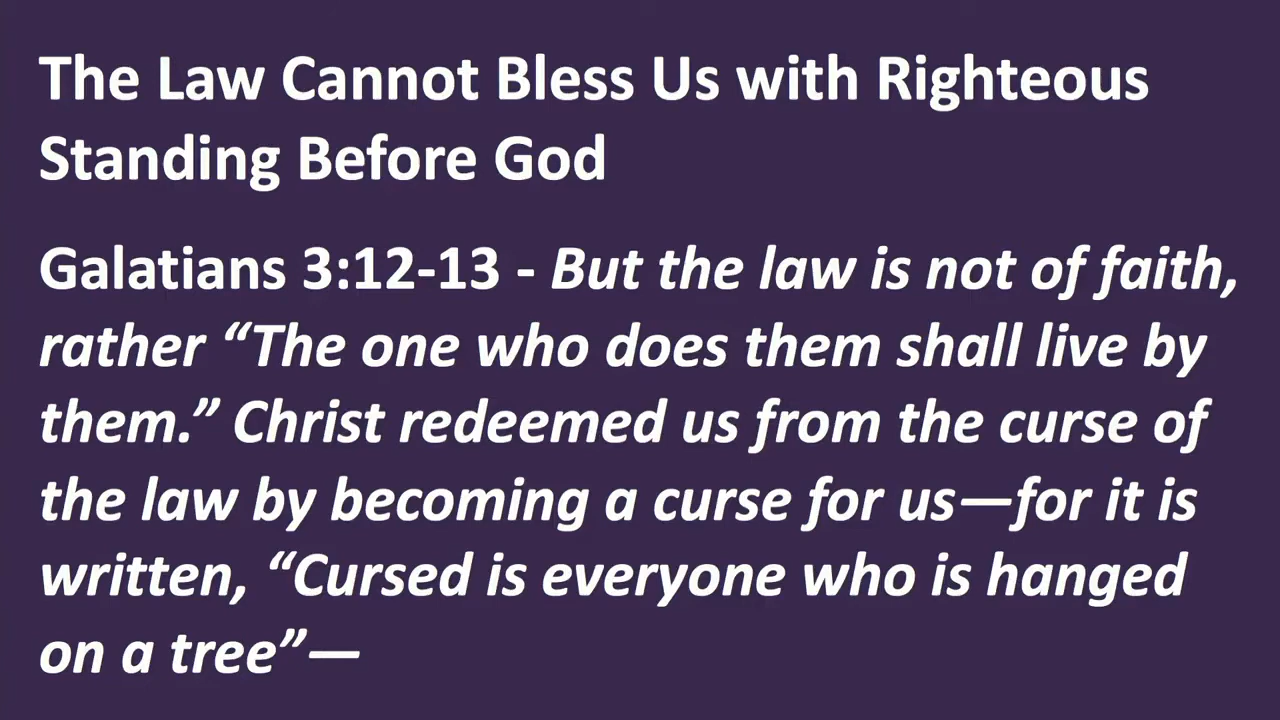 The Law Cannot Bless Us with Righteous
Standing Before God
Galatians 3:12-13 - But the law is not of faith,
rather “The one who does them shall live by
them.” Christ redeemed us from the curse of
the law by becoming a curse for us—for it is
written, “Cursed is everyone who is hanged
on a tree”—